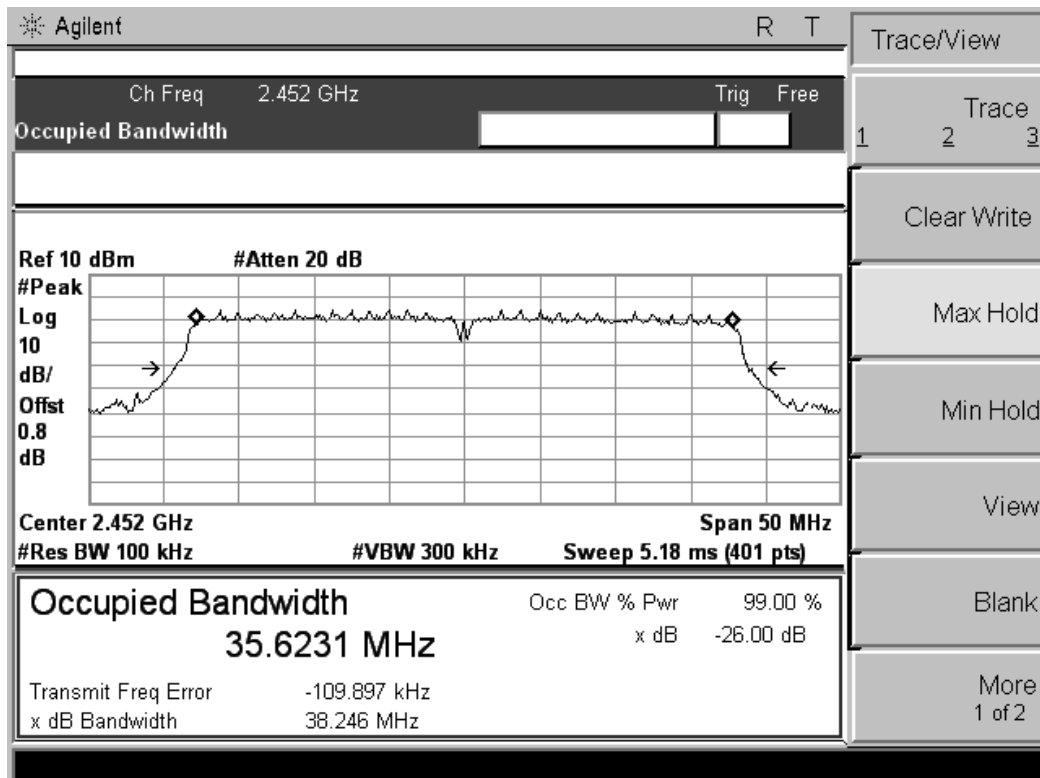 Agilent R T
Trace/View
Ch Freq 2.452 GHz Trig Free
Occupied Bandwidth
Trace
1 2 3
Clear Write
Ref 10 dBm #Atten 20 dB
#Peak
Log
10
dB/
Offst
0.8
dB
Max Hold
Min Hold
Center 2.452 GHz Span 50 MHz
#Res BW 100 kHz #VBW 300 kHz Sweep 5.18 ms (401 pts)
View
Occupied Bandwidth Occ BW % Pwr 99.00 %
35.6231 MHz x dB -26.00 dB
Transmit Freq Error -109.897 kHz
x dB Bandwidth 38.246 MHz
Blank
More
1 of 2